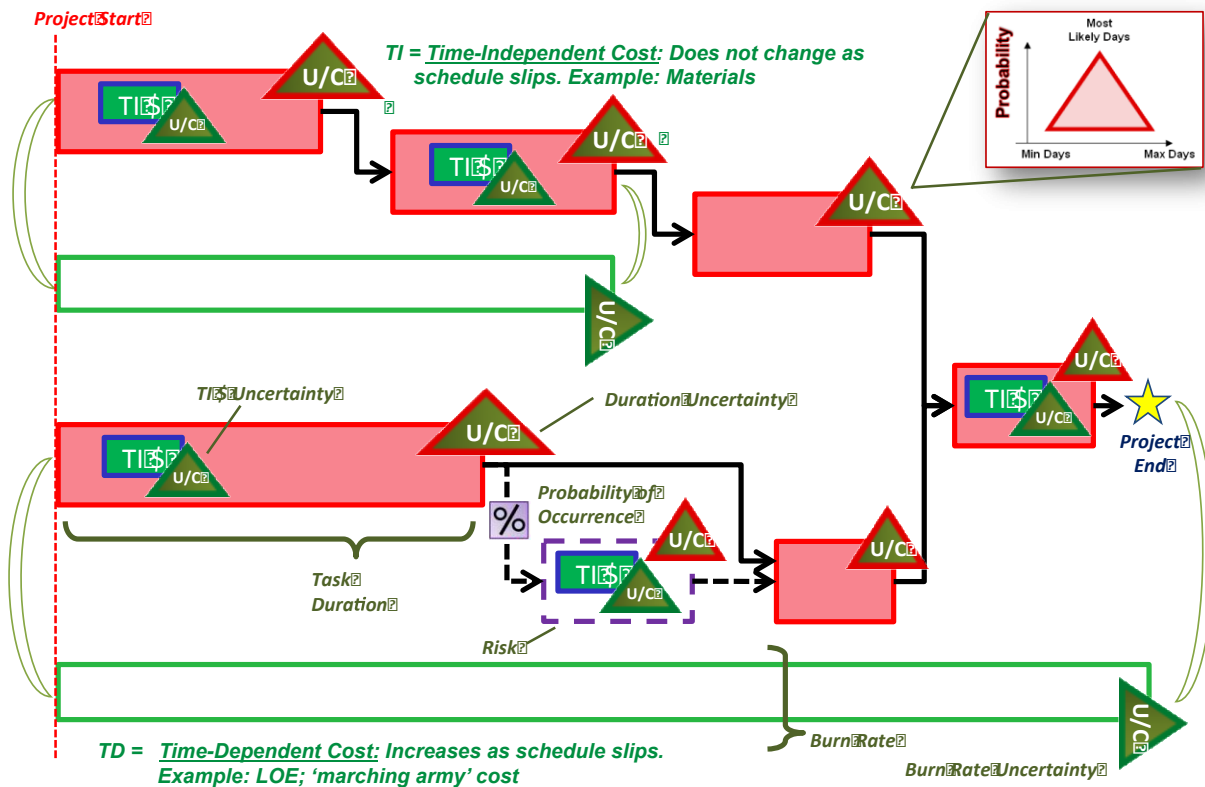 Project Start
TI = Time-Independent Cost: Does not change as
schedule slips. Example: Materials
Most
Likely Days
Probability
Min Days
Max Days
U/C
TI $
U/C
U/C
TI $
U/C
U/C
U/C
U/C
TI $
U/C
Project
End
TI $ Uncertainty
Duration Uncertainty
U/C
TI $
U/C
Probability of
Occurrence
%
U/C
TI $
U/C
U/C
Task
Duration
Risk
U/C
TD = Time-Dependent Cost: Increases as schedule slips.
Example: LOE; ‘marching army’ cost
Burn Rate
Burn Rate Uncertainty